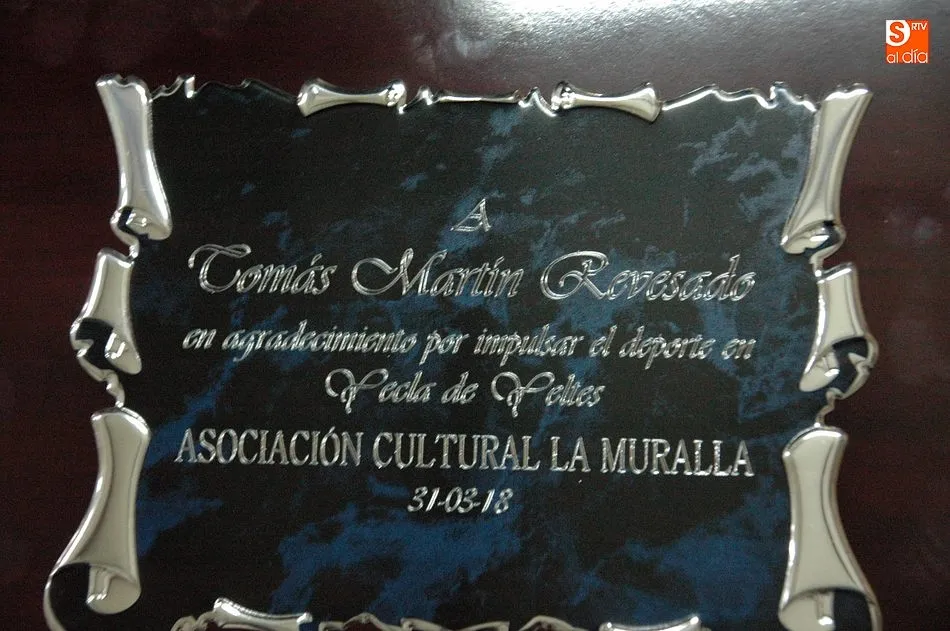 S RTV
al día
A
Tomás Martín Revesado
en agradecimiento por impulsar el deporte en
Yecla de Yeltes
ASOCIACIÓN CULTURAL LA MURALLA
31-03-18